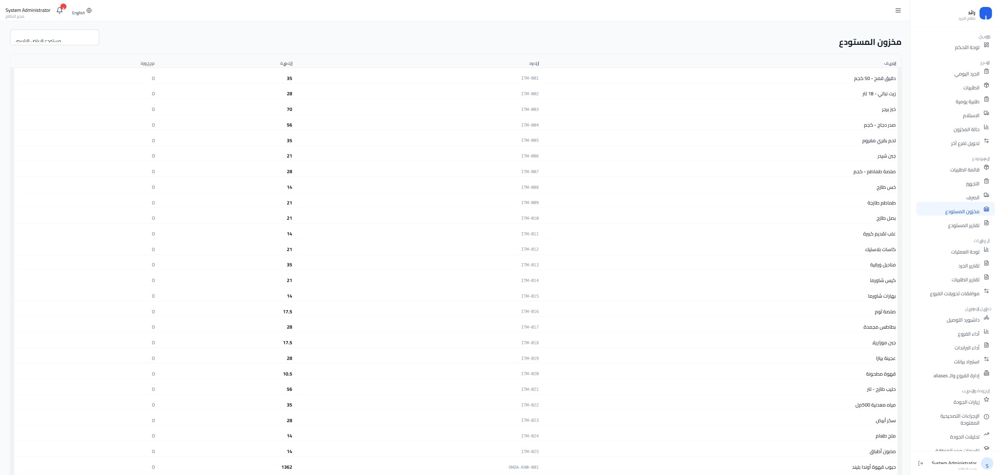 رائد
نظام الجرد
English
System Administrator
مدير النظام
لوحة التحكم
الفرع
الجرد اليومي
الطلبيات
طلبية يومية
الاستلام
حالة المخزون
تحويل لفرع آخر
المستودع
قائمة الطلبيات
التجهيز
الصرف
مخزون المستودع
تقارير المستودع
العمليات
لوحة العمليات
تقارير الجرد
تقارير الطلبيات
موافقات تحويلات الفروع
داشبورد التوصيل
أداء الفروع
أداء البراندات
استيراد بيانات
إدارة الفروع والـ aliases
الجودة والتدريب
زيارات الجودة
الإجراءات التصحيحية
المفتوحة
تحليلات الجودة
تقييمات مدير المنطقة
S
System Administrator
مدير النظام
مخزون المستودع
مستودع الرياض الرئيسي
الصنف الكود الكمية محجوزة
دقيق قمح - 50 كجم ITM-001 35 0
زيت نباتي - 18 لتر ITM-002 28 0
خبز برجر ITM-003 70 0
صدر دجاج - كجم ITM-004 56 0
لحم بقري مفروم ITM-005 35 0
جبن شيدر ITM-006 21 0
صلصة طماطم - كجم ITM-007 28 0
خس طازج ITM-008 14 0
طماطم طازجة ITM-009 21 0
بصل طازج ITM-010 21 0
علب تقديم كبيرة ITM-011 14 0
كاسات بلاستيك ITM-012 21 0
مناديل ورقية ITM-013 35 0
كيس شاورما ITM-014 21 0
بهارات شاورما ITM-015 14 0
صلصة ثوم ITM-016 17.5 0
بطاطس مجمدة ITM-017 28 0
جبن موزاريلا ITM-018 17.5 0
عجينة بيتزا ITM-019 28 0
قهوة مطحونة ITM-020 10.5 0
حليب طازج - لتر ITM-021 56 0
مياه معدنية 500مل ITM-022 35 0
سكر أبيض ITM-023 28 0
ملح طعام ITM-024 14 0
صابون أطباق ITM-025 14 0
حبوب قهوة أوندا بليند ONDA-RAW-001 1362 0